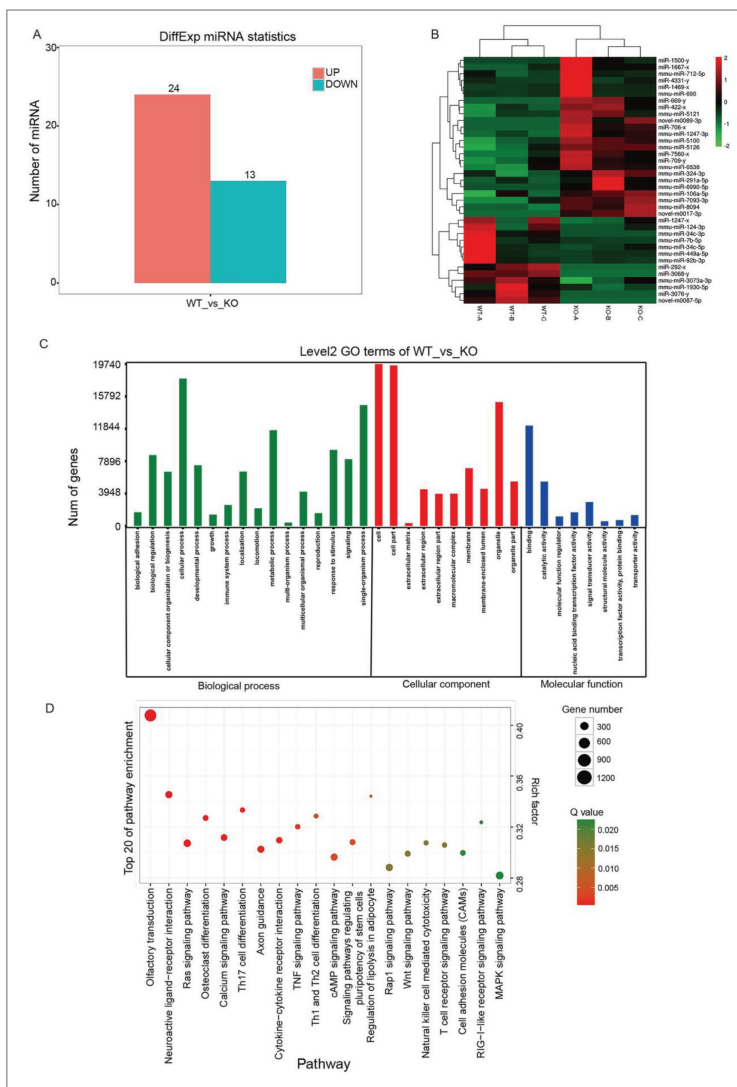 A
DiffExp miRNA statistics
Number of miRNA
30
20
10
0
24
13
UP
DOWN
WT_vs_KO
B
miR-1500-y
miR-1667-x
mmu-miR-712-5p
miR-4331-y
miR-1469-x
mmu-miR-690
miR-669-y
miR-422-x
mmu-miR-5121
novel-m0089-3p
miR-706-x
mmu-miR-1247-3p
mmu-miR-5100
mmu-miR-5126
miR-7560-x
miR-709-y
mmu-miR-6538
mmu-miR-324-3p
mmu-miR-291a-5p
mmu-miR-6990-5p
mmu-miR-106a-5p
mmu-miR-7093-3p
mmu-miR-8094
novel-m0017-3p
miR-1247-x
mmu-miR-124-3p
mmu-miR-34c-3p
mmu-miR-7b-5p
mmu-miR-34c-5p
mmu-miR-449a-5p
mmu-miR-92b-3p
miR-292-x
miR-3068-y
mmu-miR-3073a-3p
mmu-miR-1930-5p
miR-3076-y
novel-m0087-5p
WT-A
WT-B
WT-C
KO-A
KO-B
KO-C
2
1
0
-1
-2
C
Level2 GO terms of WT_vs_KO
Num of genes
19740
15792
11844
7896
3948
0
biological adhesion
biological regulation
cellular component organization or biogenesis
cellular process
developmental process
growth
immune system process
localization
locomotion
metabolic process
multi-organism process
multicellular organismal process
reproduction
response to stimulus
signaling
single-organism process
cell
cell part
extracellular matrix
extracellular region
extracellular region part
macromolecular complex
membrane
membrane-enclosed lumen
organelle
organelle part
binding
catalytic activity
molecular function regulator
nucleic acid binding transcription factor activity
signal transducer activity
structural molecule activity
transcription factor activity, protein binding
transporter activity
Biological process
Cellular component
Molecular function
D
Top 20 of pathway enrichment
0.40
0.36
0.32
0.28
Rich factor
Olfactory transduction
Neuroactive ligand−receptor interaction
Ras signaling pathway
Osteoclast differentiation
Calcium signaling pathway
Th17 cell differentiation
Axon guidance
Cytokine−cytokine receptor interaction
TNF signaling pathway
Th1 and Th2 cell differentiation
cAMP signaling pathway
Signaling pathways regulating
pluripotency of stem cells
Regulation of lipolysis in adipocyte
Rap1 signaling pathway
Wnt signaling pathway
Natural killer cell mediated cytotoxicity
T cell receptor signaling pathway
Cell adhesion molecules (CAMs)
RIG−I−like receptor signaling pathway
MAPK signaling pathway
Pathway
Gene number
300
600
900
1200
Q value
0.020
0.015
0.010
0.005